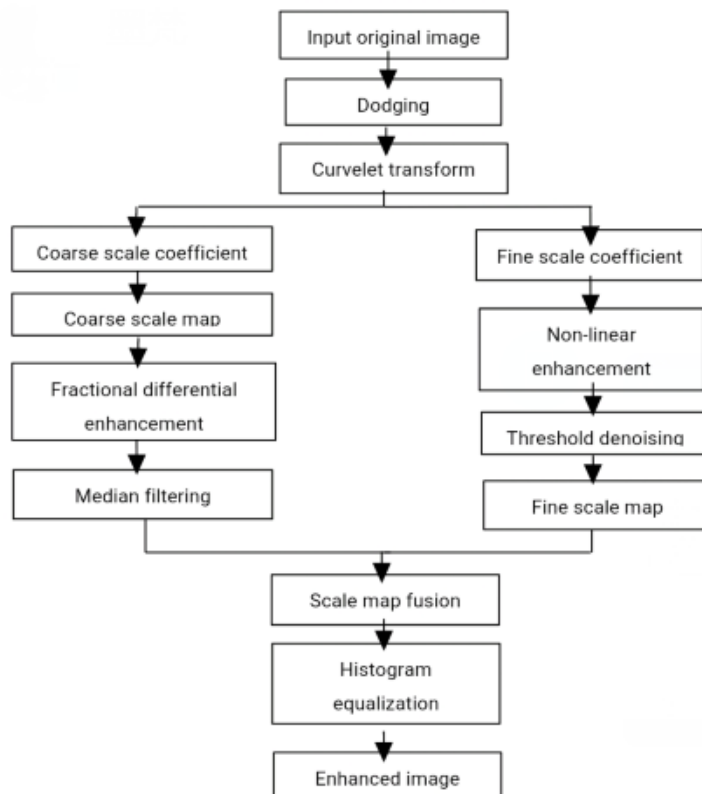 Input original image
Dodging
Curvelet transform
Coarse scale coefficient
Coarse scale map
Fractional differential
enhancement
Median filtering
Fine scale coefficient
Non-linear
enhancement
Threshold denoising
Fine scale map
Scale map fusion
Histogram
equalization
Enhanced image